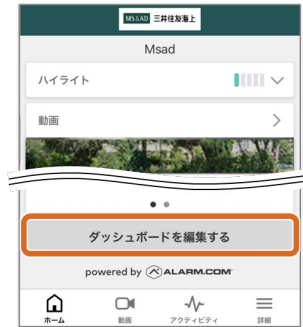 MS&AD 三井住友海上
Msad
ハイライト
動画
ダッシュボードを編集する
powered by ALARM.COM
ホーム 動画 アクティビティ 詳細